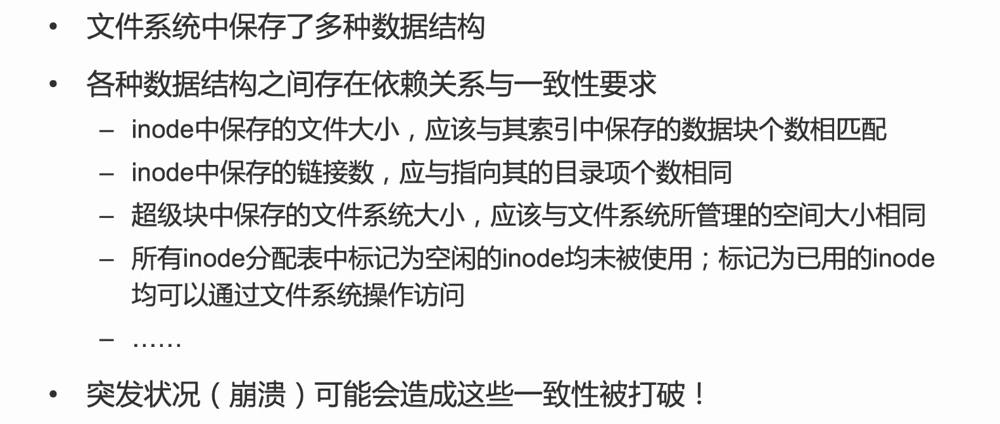 • 文件系统中保存了多种数据结构
• 各种数据结构之间存在依赖关系与一致性要求
– inode中保存的文件大小，应该与其索引中保存的数据块个数相匹配
– inode中保存的链接数，应与指向其的目录项个数相同
– 超级块中保存的文件系统大小，应该与文件系统所管理的空间大小相同
– 所有inode分配表中标记为空闲的inode均未被使用；标记为已用的inode
均可以通过文件系统操作访问
– ……
• 突发状况（崩溃）可能会造成这些一致性被打破！